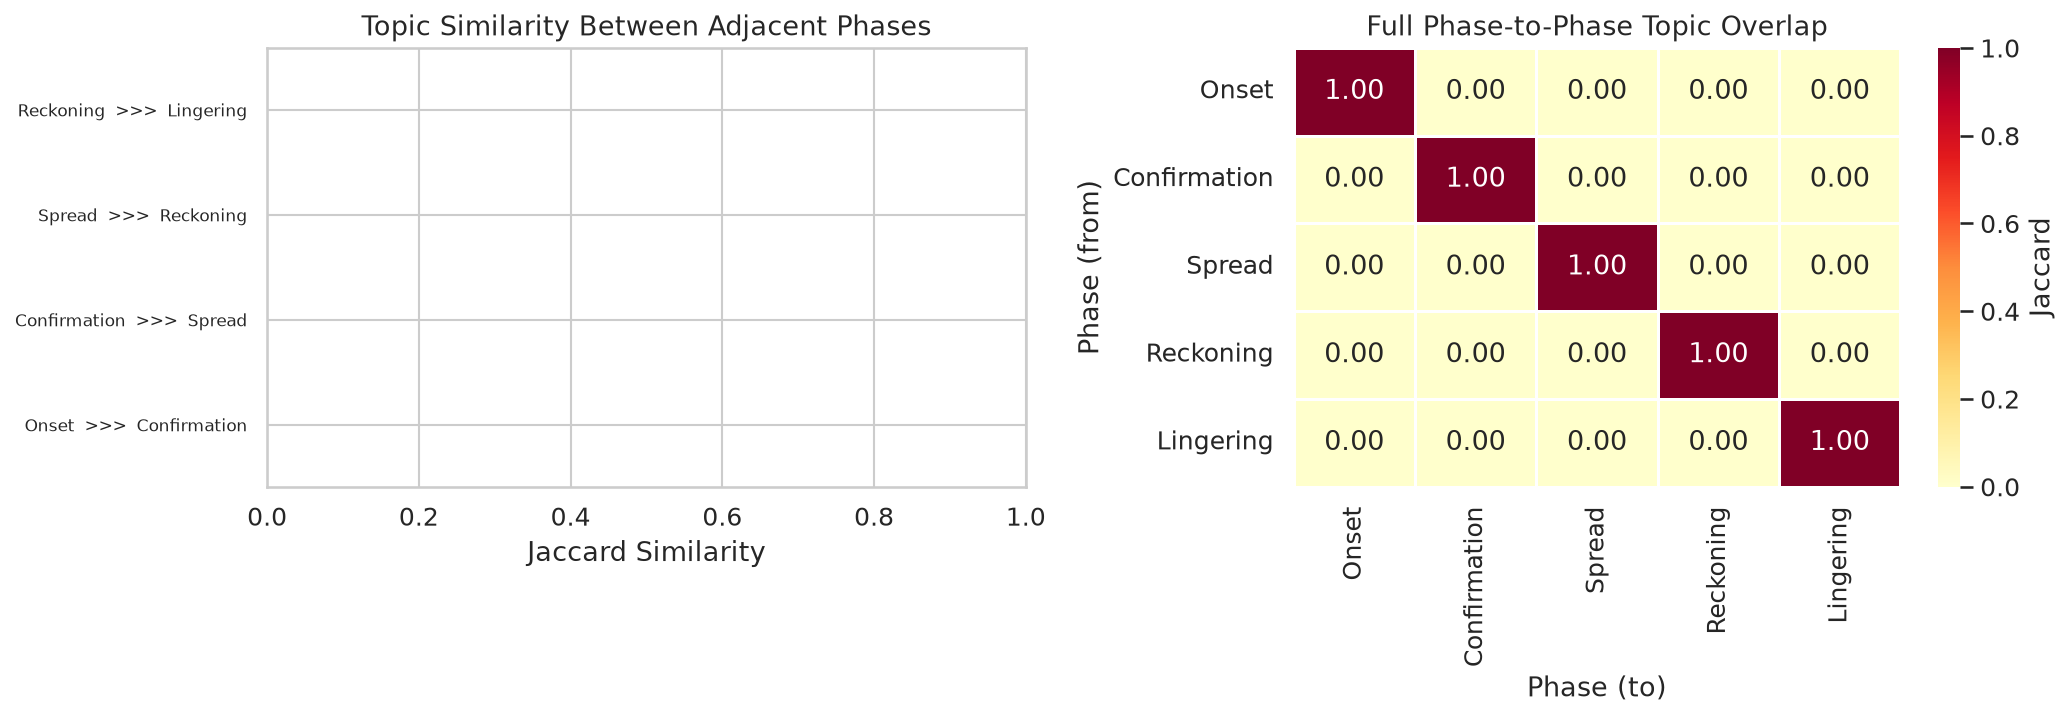 Topic Similarity Between Adjacent Phases
Reckoning >>> Lingering
Spread >>> Reckoning
Confirmation >>> Spread
Onset >>> Confirmation
0.0 0.2 0.4 0.6 0.8 1.0
Jaccard Similarity
Full Phase-to-Phase Topic Overlap
Phase (from)
Onset 1.00 0.00 0.00 0.00 0.00
Confirmation 0.00 1.00 0.00 0.00 0.00
Spread 0.00 0.00 1.00 0.00 0.00
Reckoning 0.00 0.00 0.00 1.00 0.00
Lingering 0.00 0.00 0.00 0.00 1.00
Onset
Confirmation
Spread
Reckoning
Lingering
Phase (to)
1.0
0.8
0.6
0.4
0.2
0.0
Jaccard